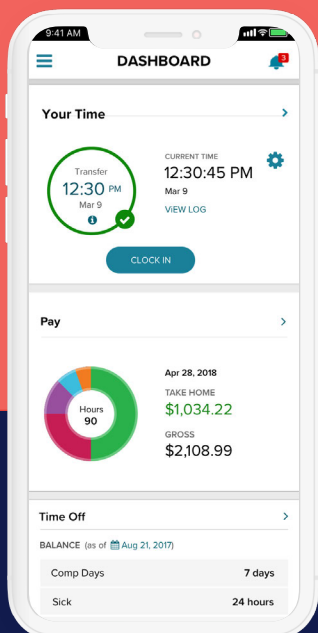 9:41 AM
DASHBOARD
3
Your Time
Transfer
12:30 PM
Mar 9
CURRENT TIME
12:30:45 PM
Mar 9
ViEW LOG
CLOCK IN
Pay
Hours
90
Apr 28, 2018
TAKE HOME
$1,034.22
GROSS
$2,108.99
Time Off
BALANCE (as of Aug 21, 2017)
Comp Days 7 days
Sick 24 hours